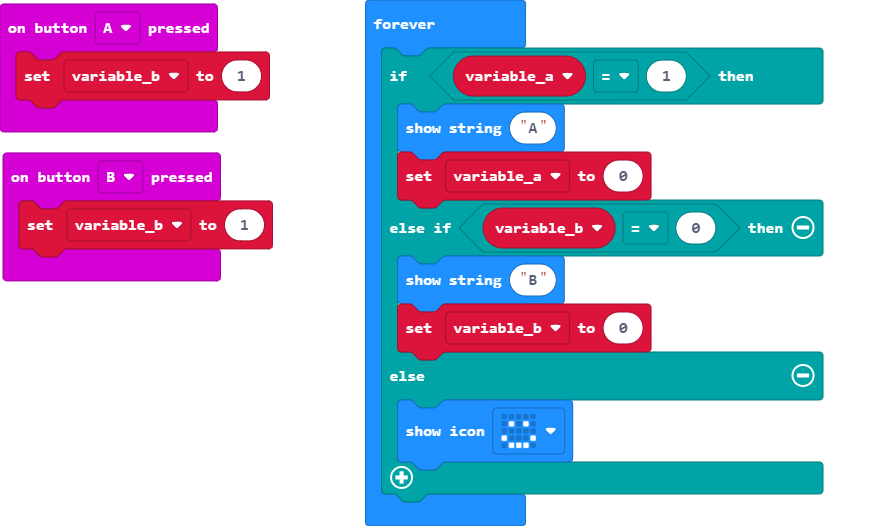 on button A pressed
set variable_b to 1
on button B pressed
set variable_b to 1
forever
if variable_a = 1 then
show string "A"
set variable_a to 0
else if variable_b = 0 then
show string "B"
set variable_b to 0
else
show icon